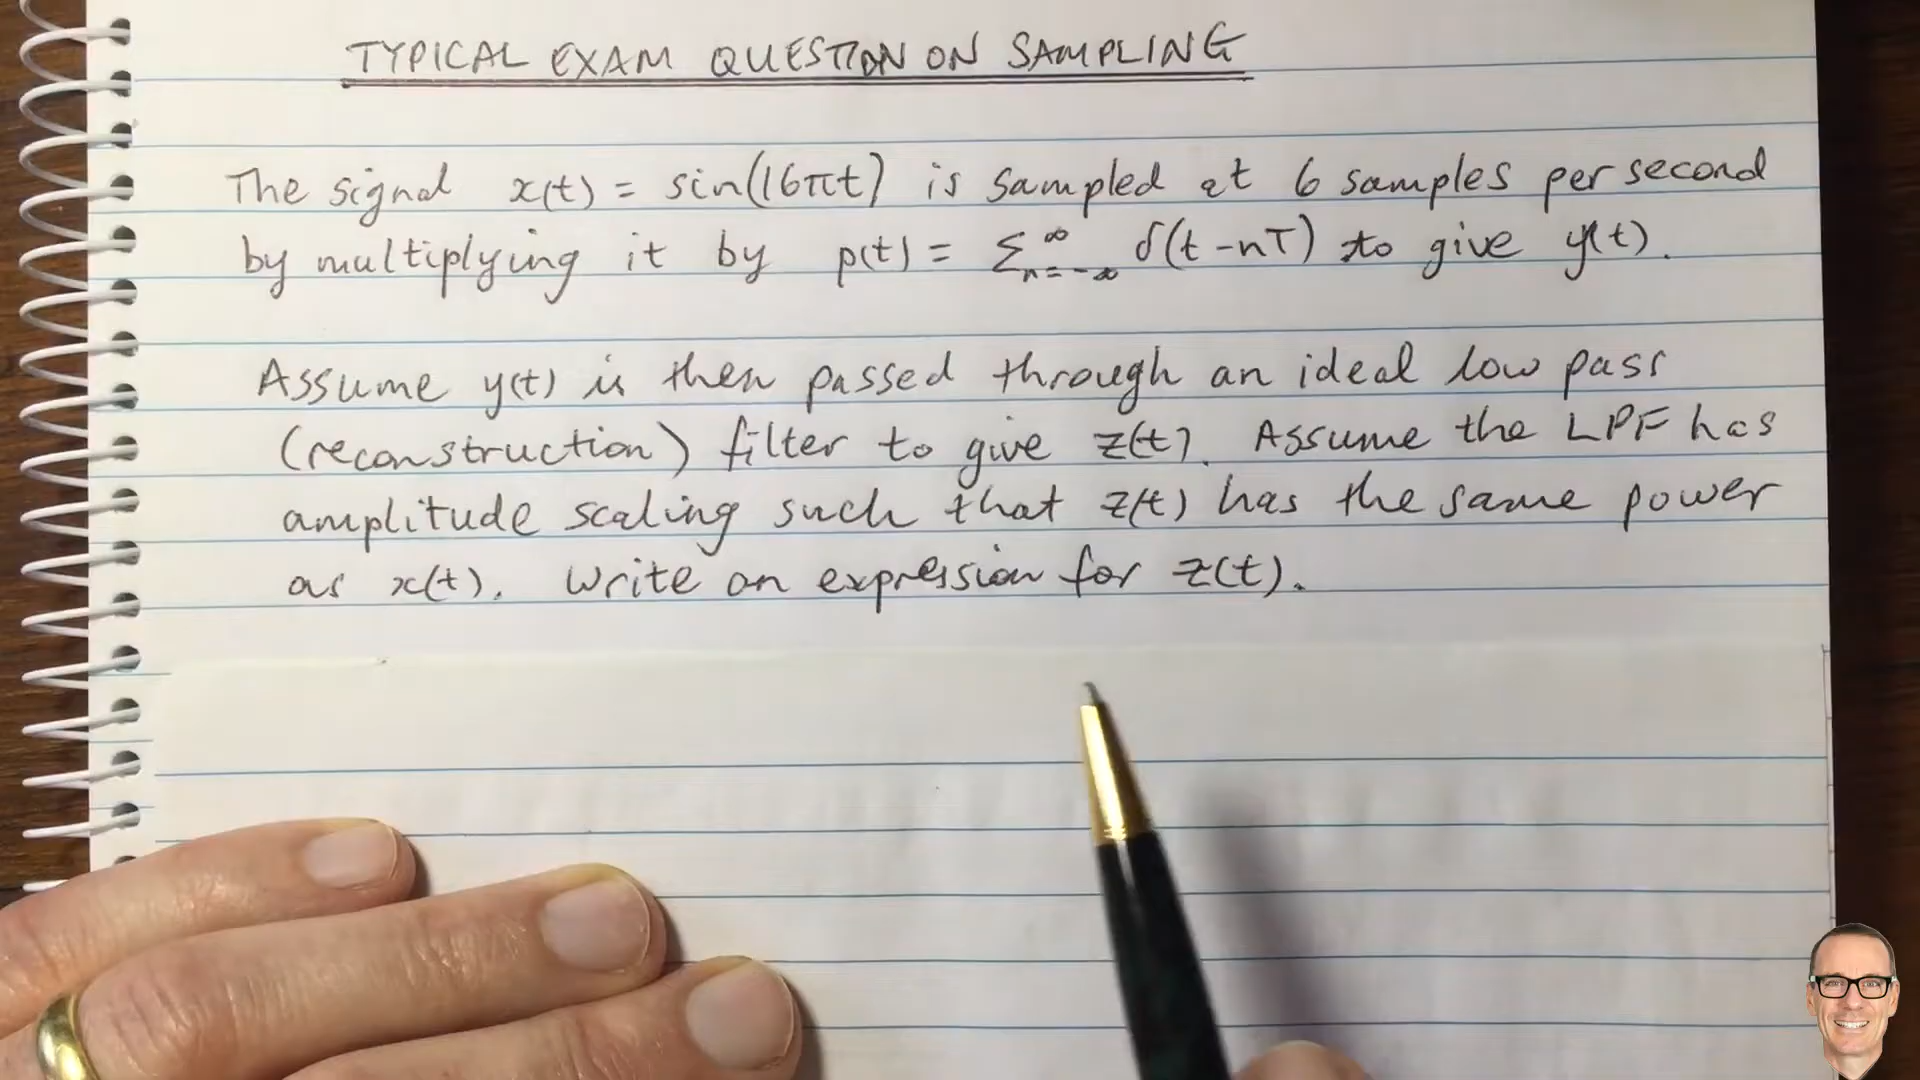 TYPICAL EXAM QUESTION ON SAMPLING
The signal x(t) = sin(16πt) is sampled at 6 samples per second
by multiplying it by p(t) = Σ_{n=-∞}^{∞} δ(t-nT) to give y(t).
Assume y(t) is then passed through an ideal low pass
(reconstruction) filter to give z(t). Assume the LPF has
amplitude scaling such that z(t) has the same power
as x(t). Write an expression for z(t).